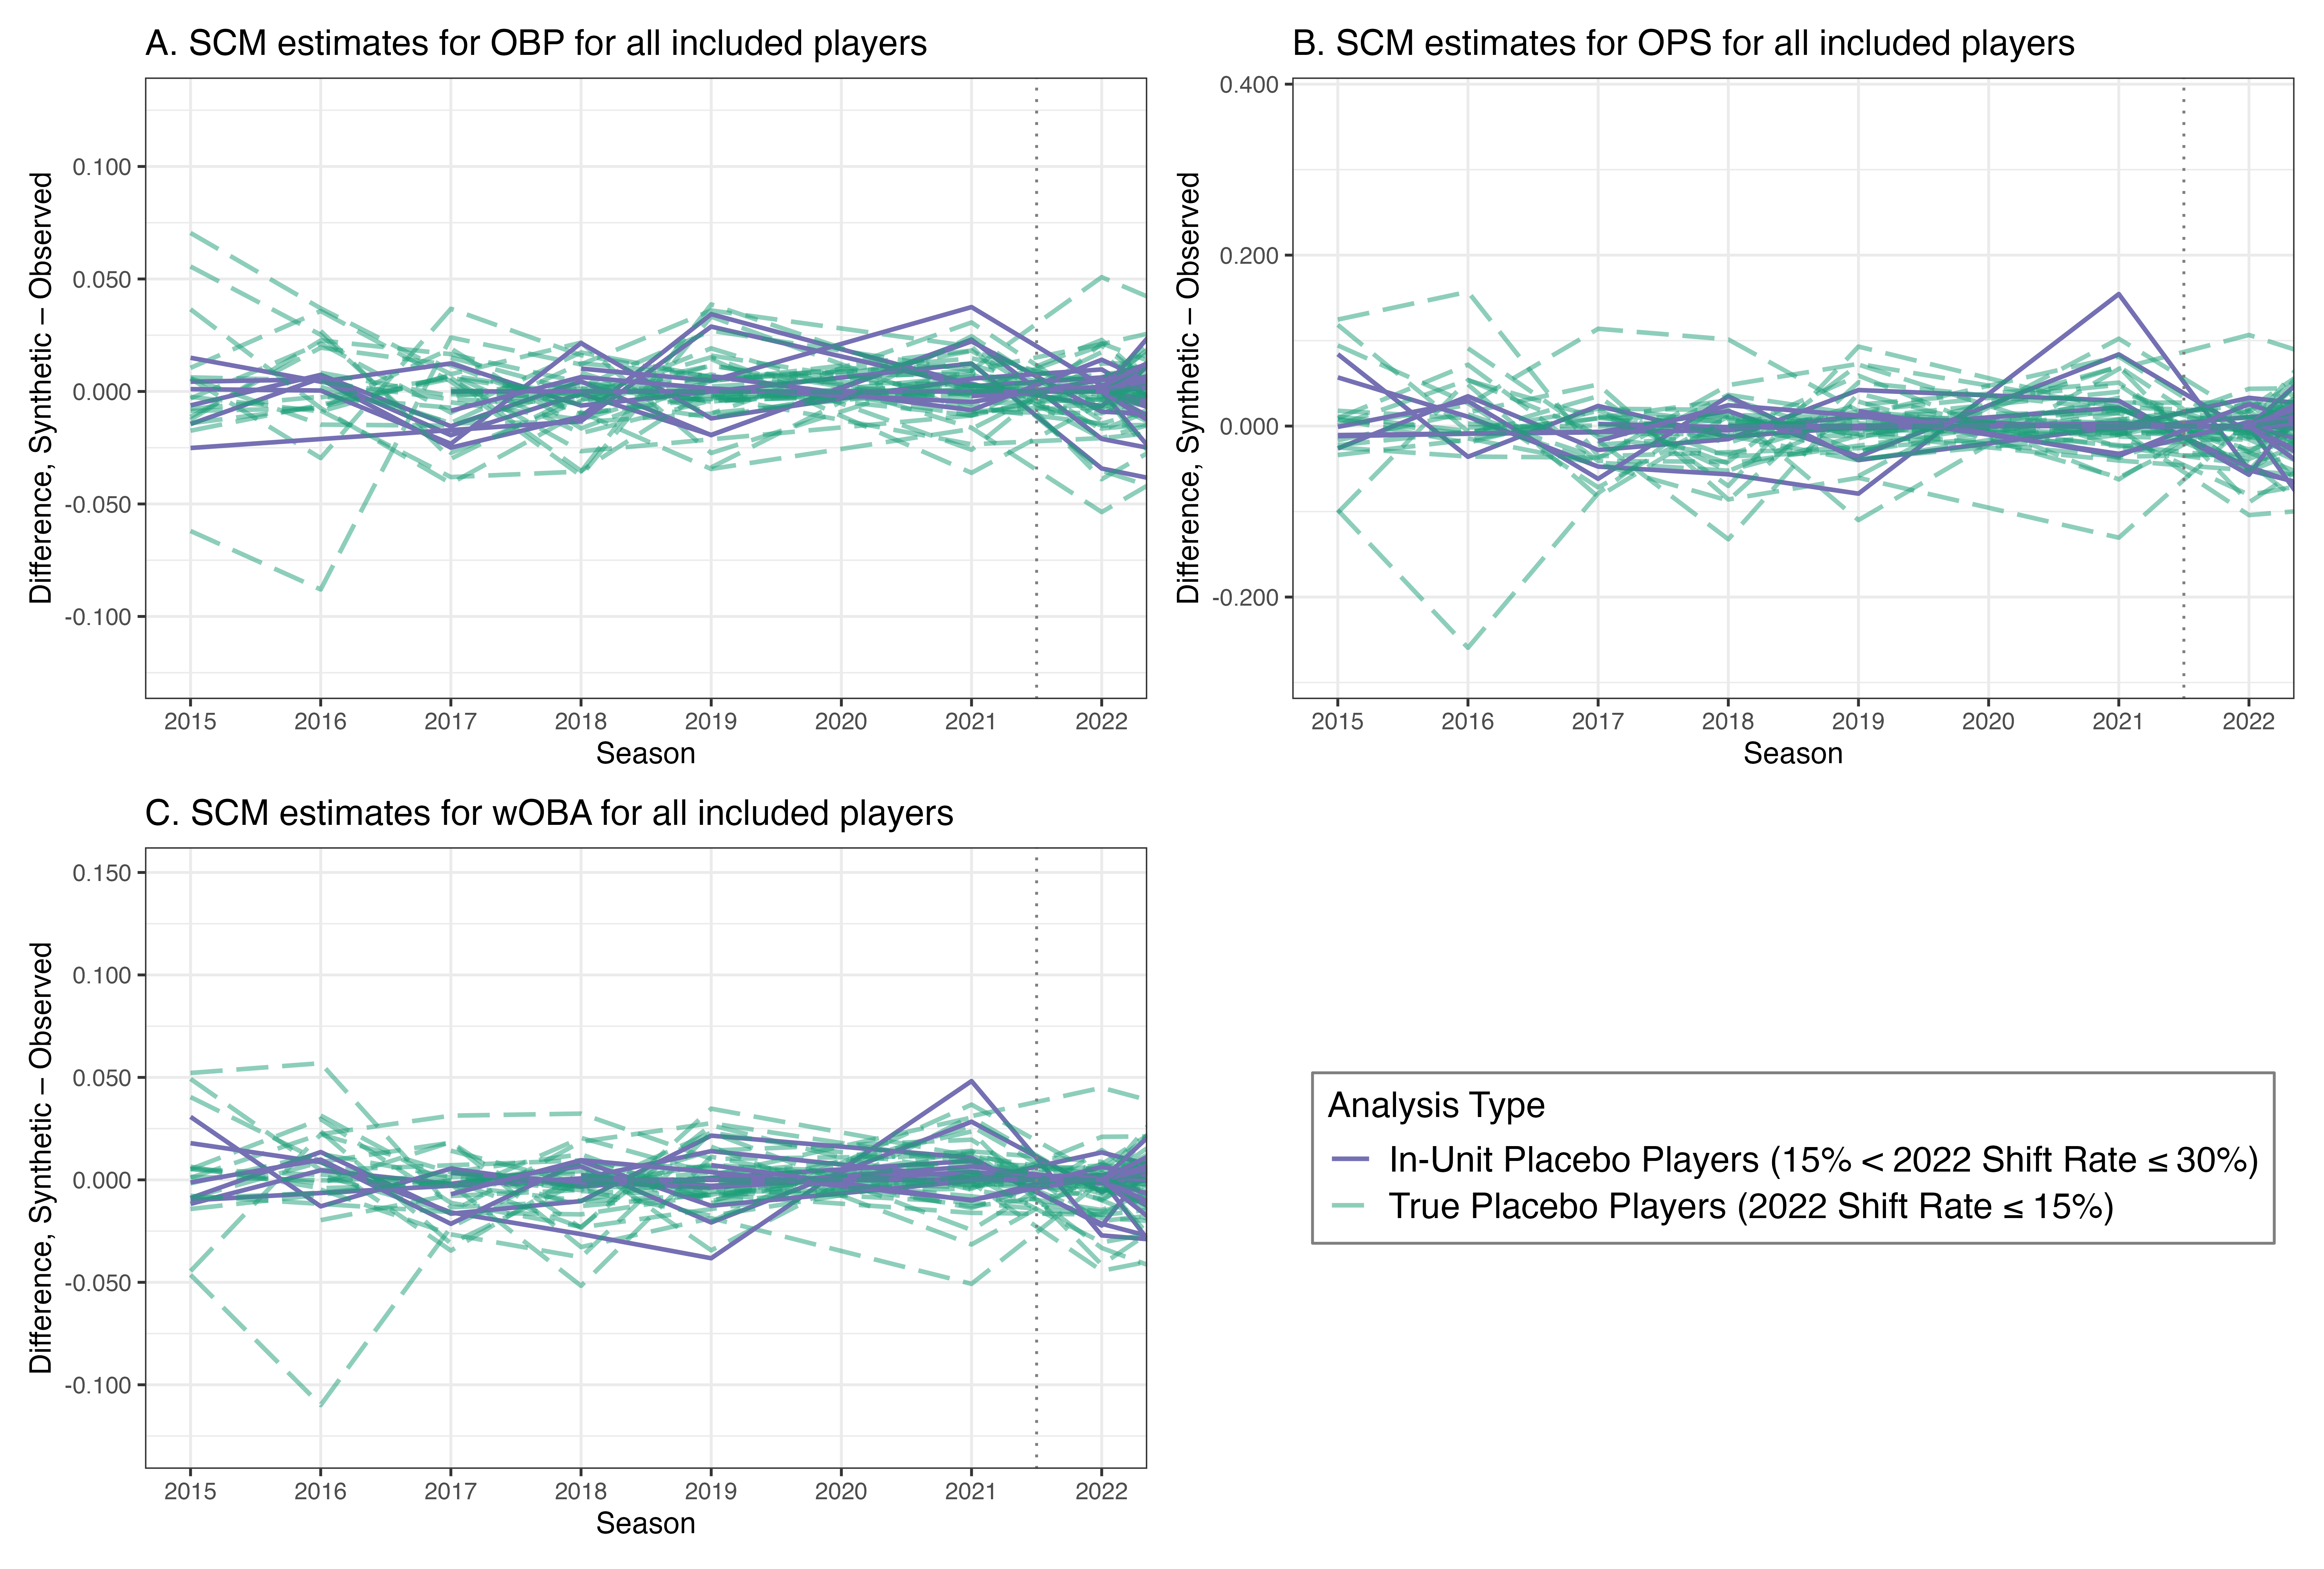 A. SCM estimates for OBP for all included players
0.100
0.050
0.000
-0.050
-0.100
Difference, Synthetic − Observed
2015 2016 2017 2018 2019 2020 2021 2022
Season
B. SCM estimates for OPS for all included players
0.400
0.200
0.000
-0.200
Difference, Synthetic − Observed
2015 2016 2017 2018 2019 2020 2021 2022
Season
C. SCM estimates for wOBA for all included players
0.150
0.100
0.050
0.000
-0.050
-0.100
Difference, Synthetic − Observed
2015 2016 2017 2018 2019 2020 2021 2022
Season
Analysis Type
In-Unit Placebo Players (15% < 2022 Shift Rate ≤ 30%)
True Placebo Players (2022 Shift Rate ≤ 15%)